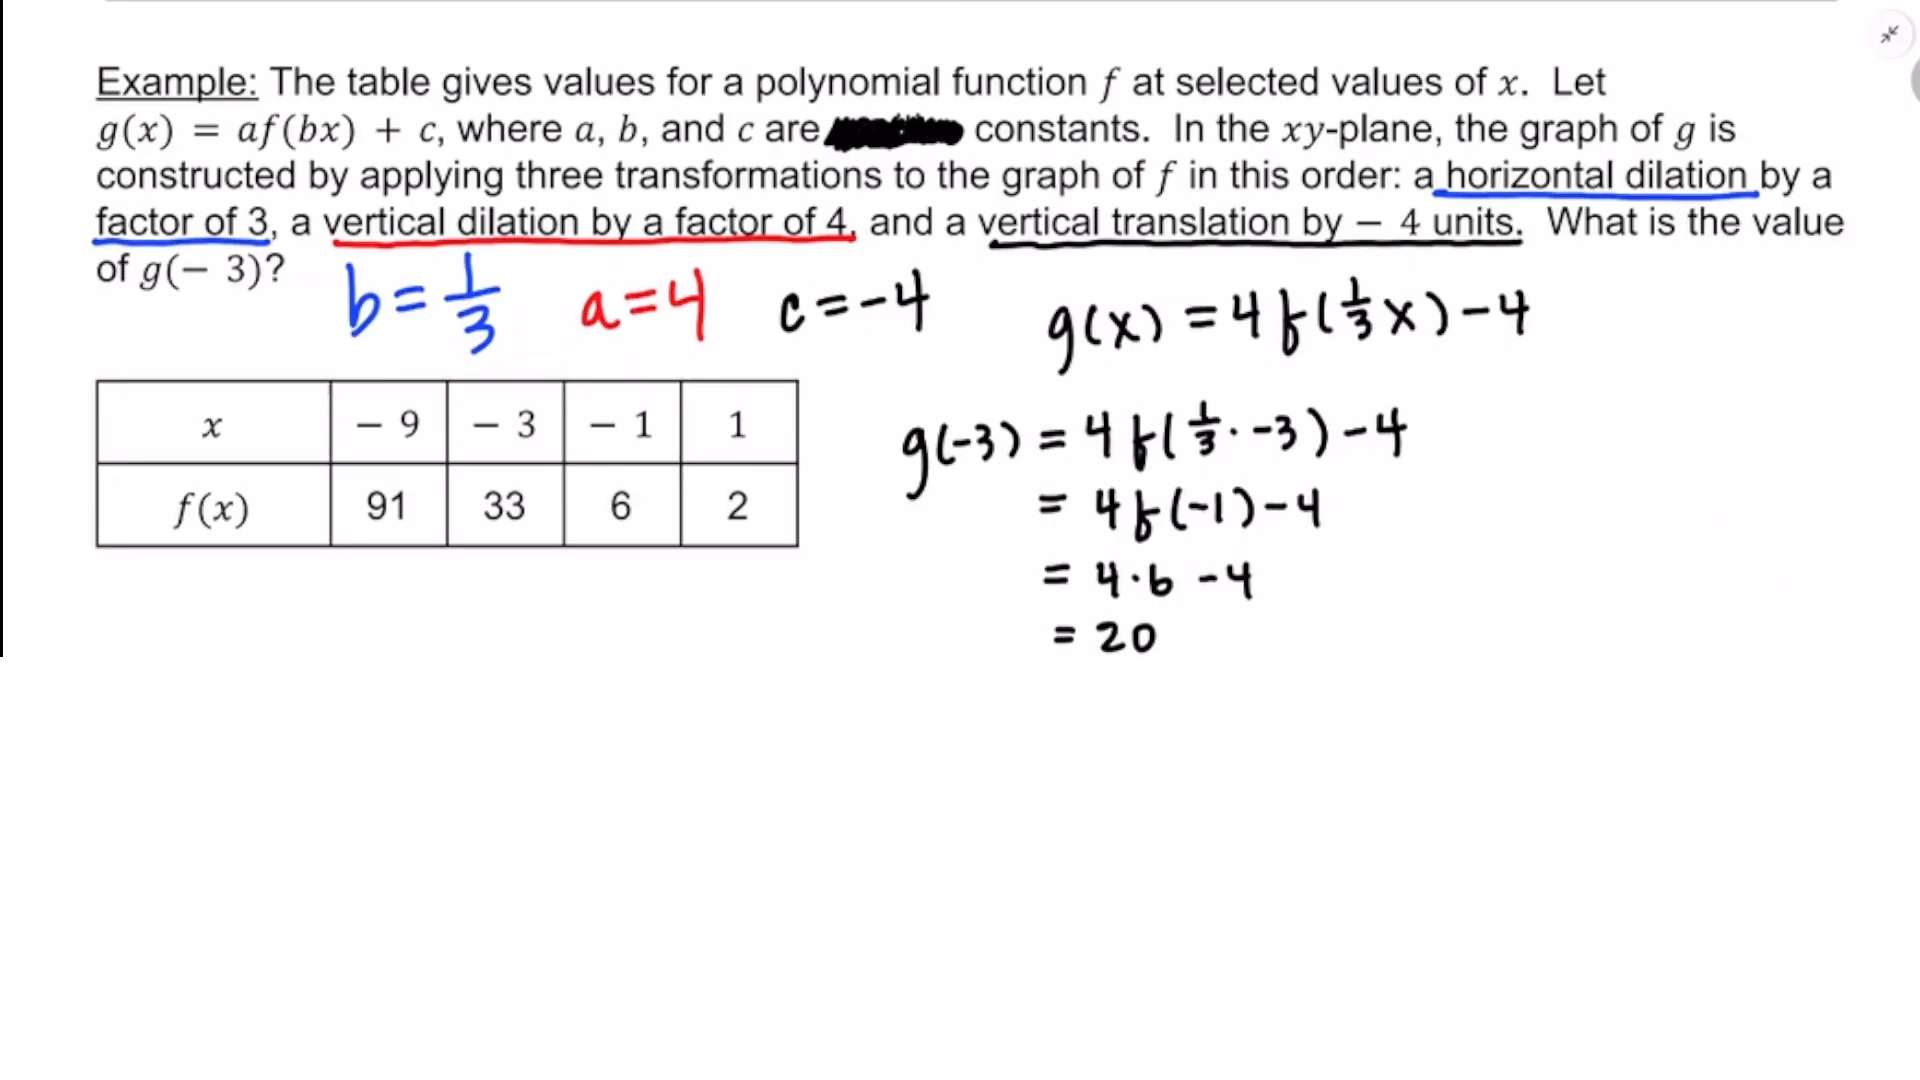 Example: The table gives values for a polynomial function f at selected values of x. Let
g(x) = af(bx) + c, where a, b, and c are constants. In the xy-plane, the graph of g is
constructed by applying three transformations to the graph of f in this order: a horizontal dilation by a
factor of 3, a vertical dilation by a factor of 4, and a vertical translation by − 4 units. What is the value
of g(− 3)?
b = 1/3 a = 4 c = -4 g(x) = 4f(1/3 x) - 4
x − 9 − 3 − 1 1
f(x) 91 33 6 2
g(-3) = 4f(1/3 · -3) - 4
= 4f(-1) - 4
= 4·6 - 4
= 20